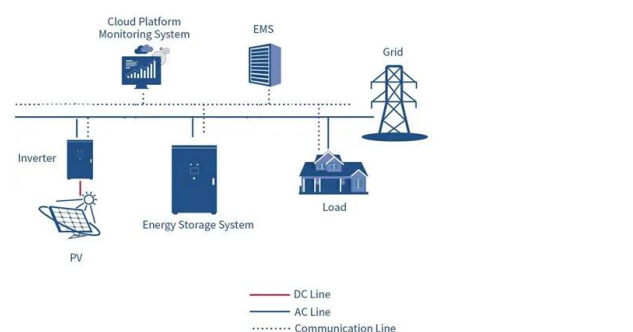 Cloud Platform
Monitoring System
EMS
Grid
Inverter
Energy Storage System
Load
PV
DC Line
AC Line
Communication Line